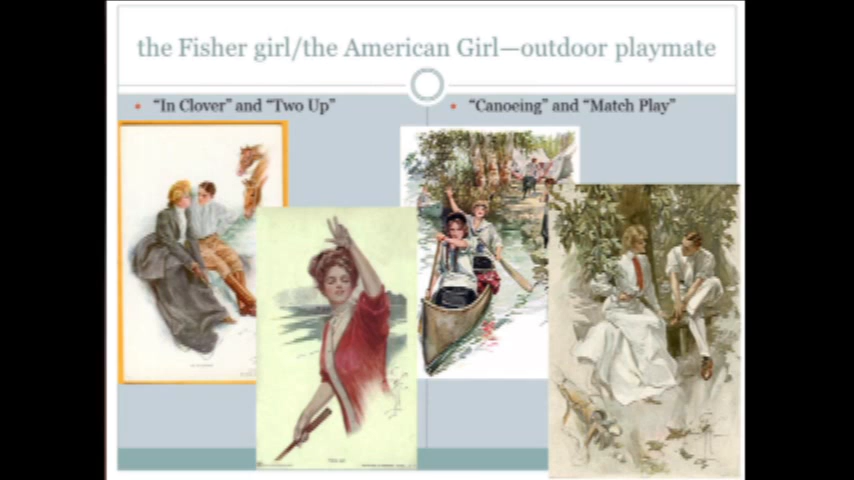 the Fisher girl/the American Girl—outdoor playmate
• “In Clover” and “Two Up”
• “Canoeing” and “Match Play”